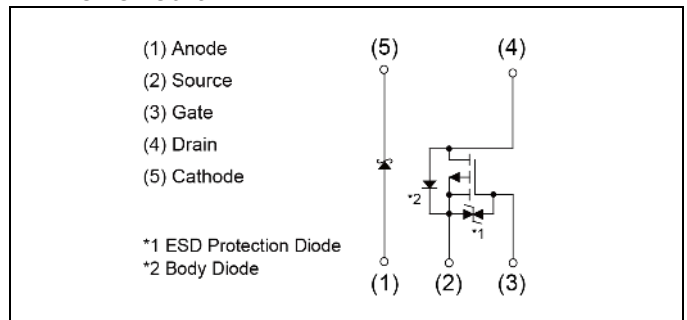 (1) Anode
(2) Source
(3) Gate
(4) Drain
(5) Cathode
*1 ESD Protection Diode
*2 Body Diode
(5) (4)
*2
*1
(1) (2) (3)